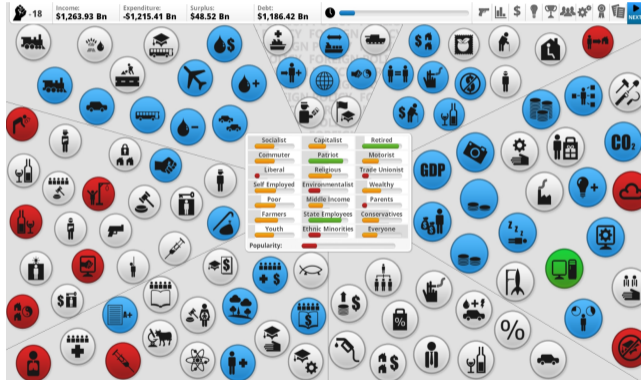 Income: Expenditure: Surplus: Debt:
- 18 $1,263.93 Bn -$1,215.41 Bn $48.52 Bn $1,186.42 Bn
NEXT
FOREIGN POLICY
Socialist Capitalist Retired
Commuter Patriot Motorist
Liberal Religious Trade Unionist
Self Employed Environmentalist Wealthy
Poor Middle Income Parents
Farmers State Employees Conservatives
Youth Ethnic Minorities Everyone
Popularity:
CO2
GDP
A+
%